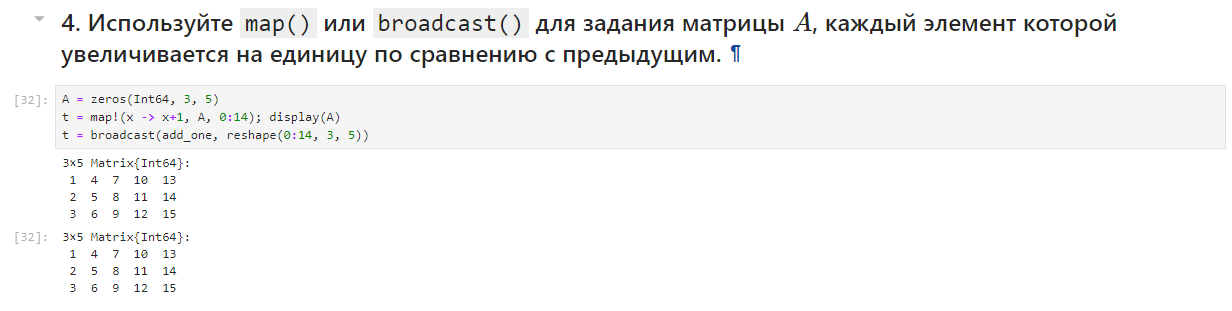 4. Используйте map() или broadcast() для задания матрицы A, каждый элемент которой
увеличивается на единицу по сравнению с предыдущим. ¶
[32]: A = zeros(Int64, 3, 5)
t = map!(x -> x+1, A, 0:14); display(A)
t = broadcast(add_one, reshape(0:14, 3, 5))
3×5 Matrix{Int64}:
1 4 7 10 13
2 5 8 11 14
3 6 9 12 15
[32]: 3×5 Matrix{Int64}:
1 4 7 10 13
2 5 8 11 14
3 6 9 12 15